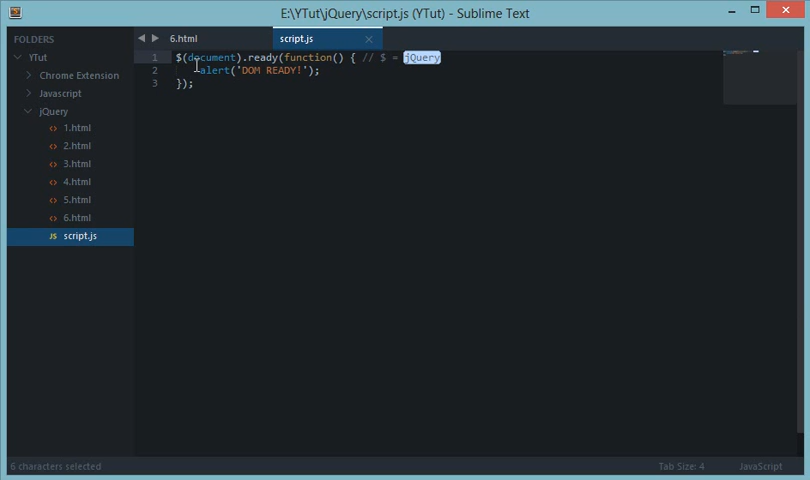 E:\YTut\jQuery\script.js (YTut) - Sublime Text
FOLDERS
YTut
Chrome Extension
Javascript
jQuery
<> 1.html
<> 2.html
<> 3.html
<> 4.html
<> 5.html
<> 6.html
JS script.js
6.html
script.js
1 $(document).ready(function() { // $ = jQuery
2 alert('DOM READY!');
3 });
6 characters selected
Tab Size: 4
JavaScript